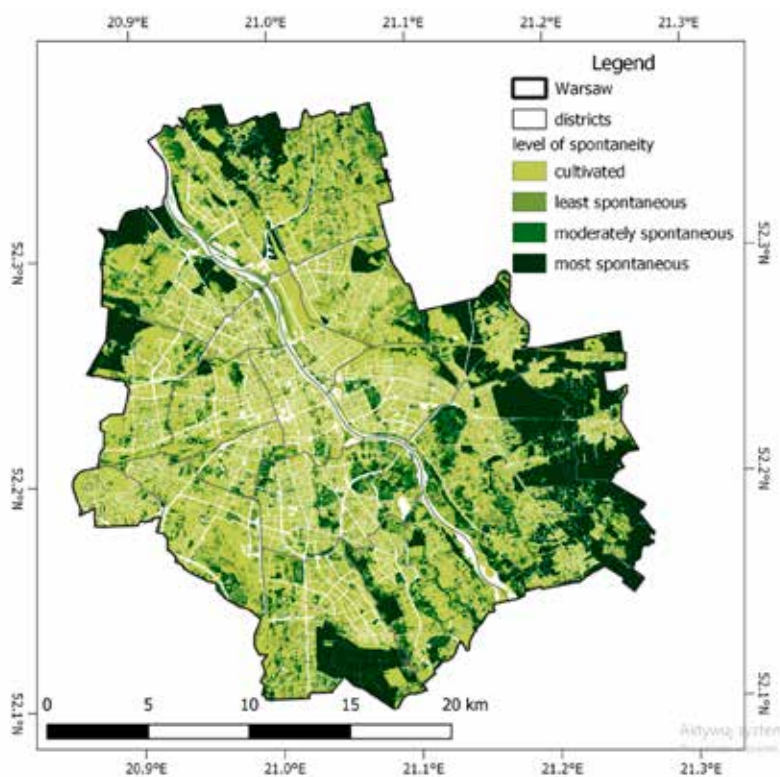 20.9°E 21.0°E 21.1°E 21.2°E 21.3°E
Legend
Warsaw
districts
level of spontaneity
cultivated
least spontaneous
moderately spontaneous
most spontaneous
52.3°N 52.3°N
52.2°N 52.2°N
52.1°N 52.1°N
0 5 10 15 20 km
Aktywuj system
20.9°E 21.0°E 21.1°E 21.2°E 21.3°E